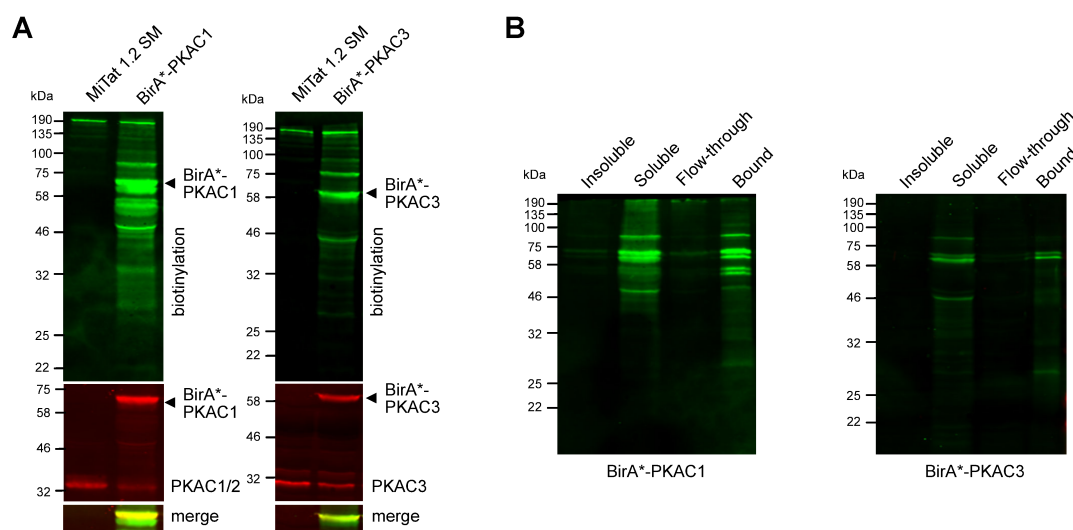 A
MiTat 1.2 SM
BirA*-PKAC1
kDa
190
135
100
75
58
46
32
25
22
BirA*-
PKAC1
biotinylation
75
58
46
32
BirA*-
PKAC1
PKAC1/2
merge
MiTat 1.2 SM
BirA*-PKAC3
kDa
190
135
100
75
58
46
32
25
22
BirA*-
PKAC3
biotinylation
58
46
32
BirA*-
PKAC3
PKAC3
merge
B
Insoluble
Soluble
Flow-through
Bound
kDa
190
135
100
75
58
46
32
25
22
BirA*-PKAC1
Insoluble
Soluble
Flow-through
Bound
kDa
190
135
100
75
58
46
32
25
22
BirA*-PKAC3